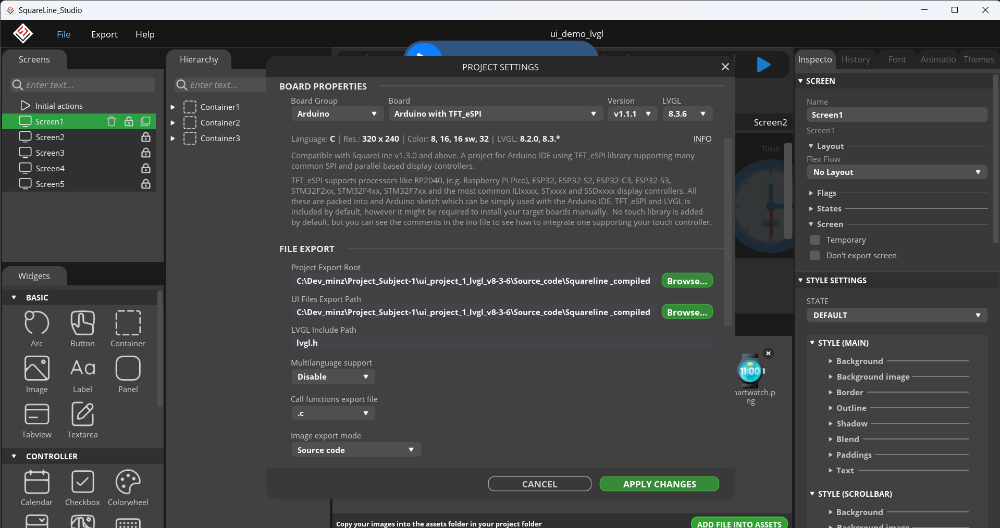 SquareLine_Studio
File
Export
Help
ui_demo_lvgl
Screens
Enter text...
Initial actions
Screen1
Screen2
Screen3
Screen4
Screen5
Hierarchy
Enter text...
Container1
Container2
Container3
Widgets
BASIC
Arc
Button
Container
Image
Label
Panel
Tabview
Textarea
CONTROLLER
Calendar
Checkbox
Colorwheel
PROJECT SETTINGS
BOARD PROPERTIES
Board Group
Board
Version
LVGL
Arduino
Arduino with TFT_eSPI
v1.1.1
8.3.6
Language: C | Res.: 320 x 240 | Color: 8, 16, 16 sw, 32 | LVGL: 8.2.0, 8.3.*
INFO
Compatible with SquareLine v1.3.0 and above. A project for Arduino IDE using TFT_eSPI library supporting many
common SPI and parallel based display controllers.
TFT_eSPI supports processors like RP2040, (e.g. Raspberry Pi Pico), ESP32, ESP32-S2, ESP32-C3, ESP32-S3,
STM32F2xx, STM32F4xx, STM32F7xx and the most common ILIxxxx, STxxxx and SSDxxxx display controllers. All
these are packed into and Arduino sketch which can be simply used with the Arduino IDE. TFT_eSPI and LVGL is
included by default, however it might be required to install your target boards manually.  No touch library is added
by default, but you can see the comments in the ino file to see how to integrate one supporting your touch controller.
FILE EXPORT
Project Export Root
C:\Dev_minz\Project_Subject-1\ui_project_1_lvgl_v8-3-6\Source_code\Squareline _compiled
Browse...
UI Files Export Path
C:\Dev_minz\Project_Subject-1\ui_project_1_lvgl_v8-3-6\Source_code\Squareline _compiled
Browse...
LVGL Include Path
lvgl.h
Multilanguage support
Disable
Call functions export file
.c
Image export mode
Source code
CANCEL
APPLY CHANGES
Screen2
Time
11:00
artwatch.p
ng
Copy your images into the assets folder in your project folder
ADD FILE INTO ASSETS
Inspecto
History
Font
Animatio
Themes
SCREEN
Name
Screen1
Screen1
Layout
Flex Flow
No Layout
Flags
States
Screen
Temporary
Don't export screen
STYLE SETTINGS
STATE
DEFAULT
STYLE (MAIN)
Background
Background image
Border
Outline
Shadow
Blend
Paddings
Text
STYLE (SCROLLBAR)
Background
Background image